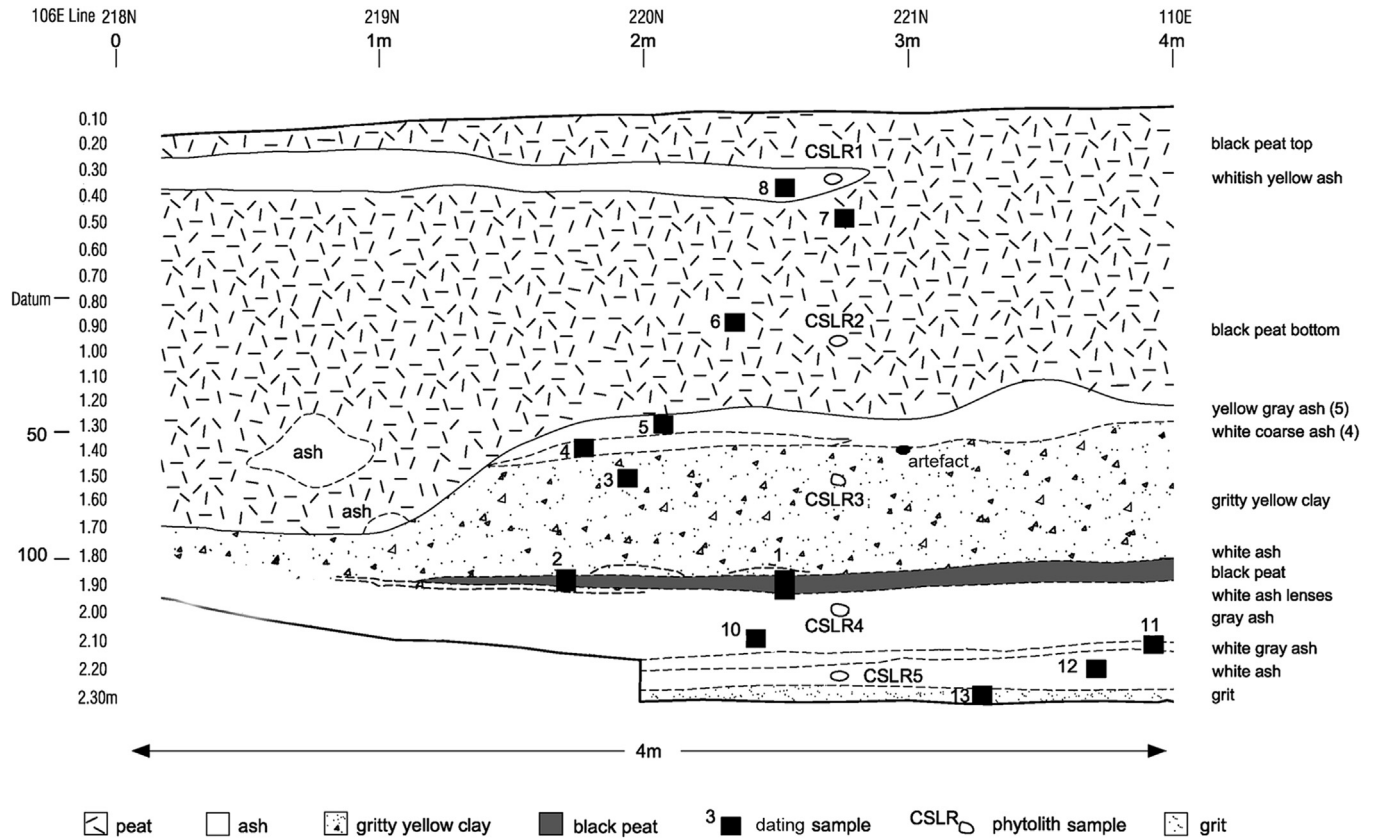 106E Line 218N 219N 220N 221N 110E
0 1m 2m 3m 4m
0.10
0.20
black peat top
CSLR1
0.30
whitish yellow ash
8
0.40
7
0.50
0.60
0.70
Datum
0.80
6
CSLR2
0.90
black peat bottom
1.00
1.10
1.20
yellow gray ash (5)
5
1.30
50
white coarse ash (4)
4
1.40
ash
artefact
3
1.50
CSLR3
1.60
gritty yellow clay
ash
1.70
100
1.80
2
1
white ash
black peat
1.90
white ash lenses
2.00
gray ash
CSLR4
10
11
2.10
white gray ash
12
2.20
white ash
CSLR5
13
2.30m
grit
4m
peat ash gritty yellow clay black peat 3 dating sample CSLR phytolith sample grit